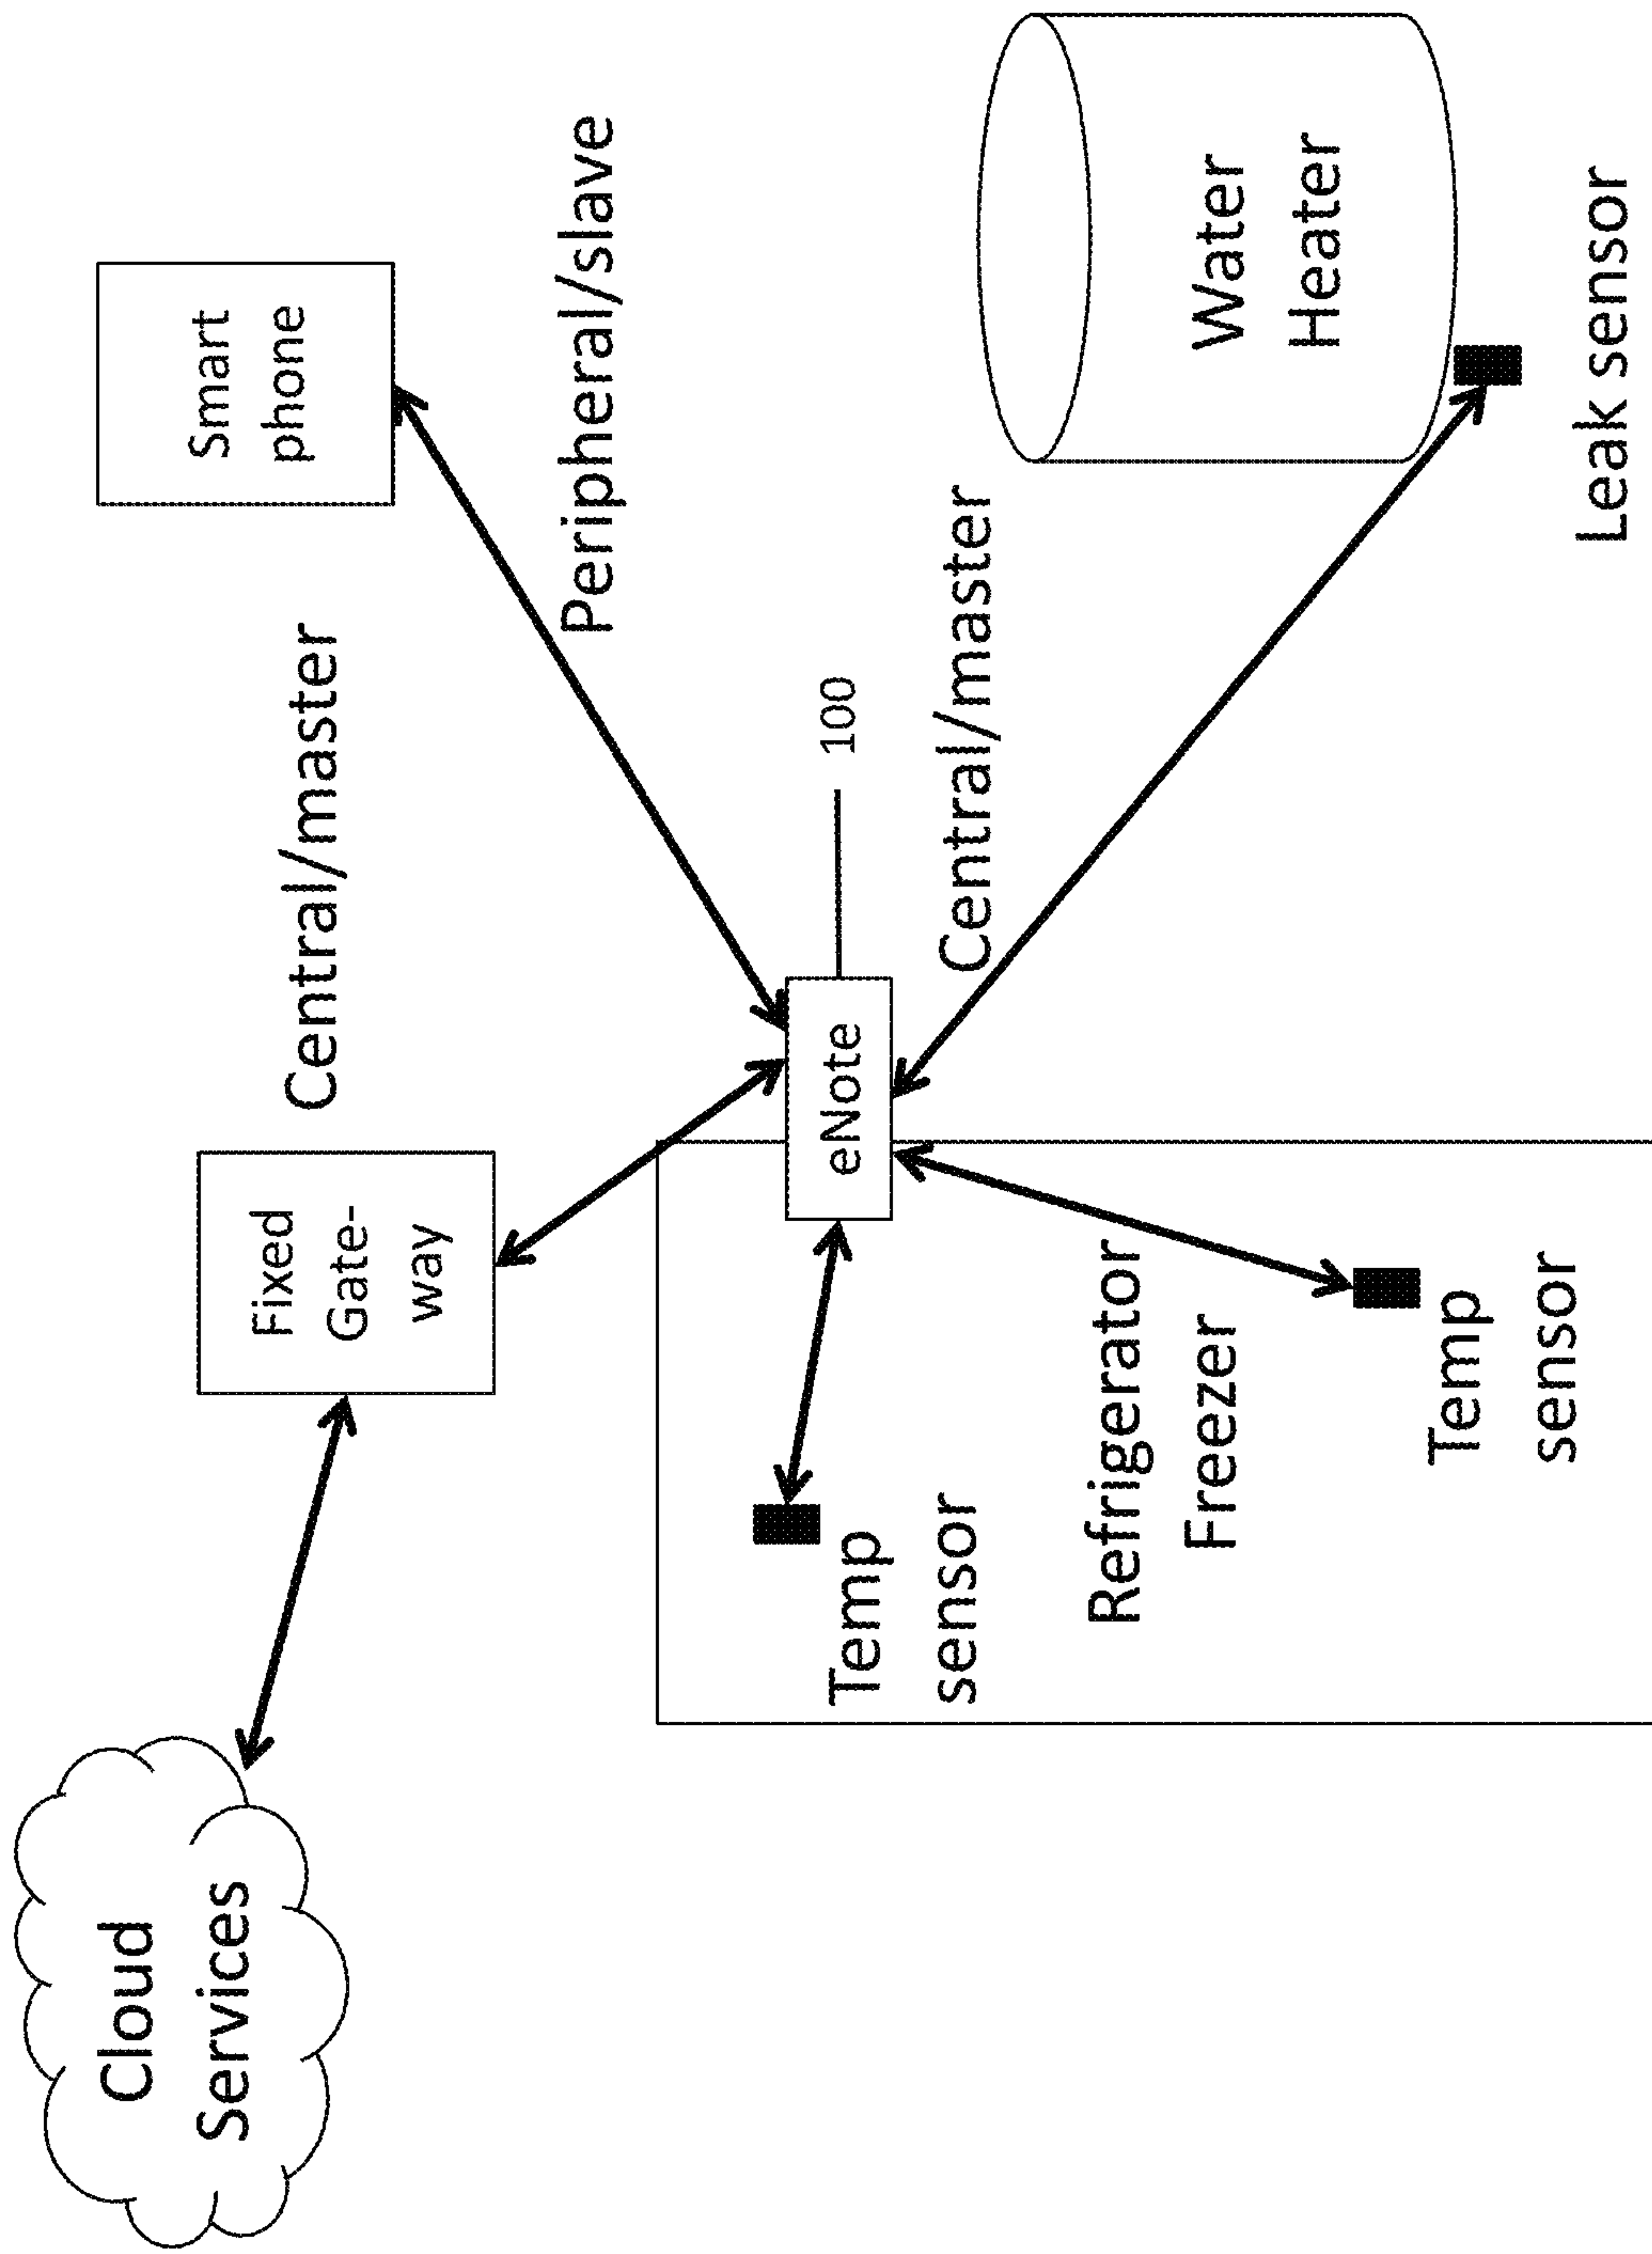 Cloud
Services
Fixed
Gate-
way
Central/master
Smart
phone
Peripheral/slave
eNote
100
Central/master
Temp
sensor
Refrigerator
Freezer
Temp
sensor
Water
Heater
Leak sensor